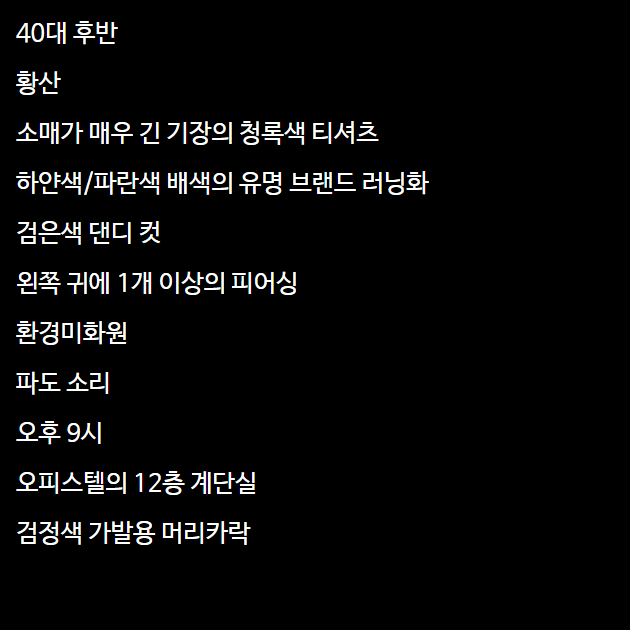 40대 후반
황산
소매가 매우 긴 기장의 청록색 티셔츠
하얀색/파란색 배색의 유명 브랜드 러닝화
검은색 댄디 컷
왼쪽 귀에 1개 이상의 피어싱
환경미화원
파도 소리
오후 9시
오피스텔의 12층 계단실
검정색 가발용 머리카락